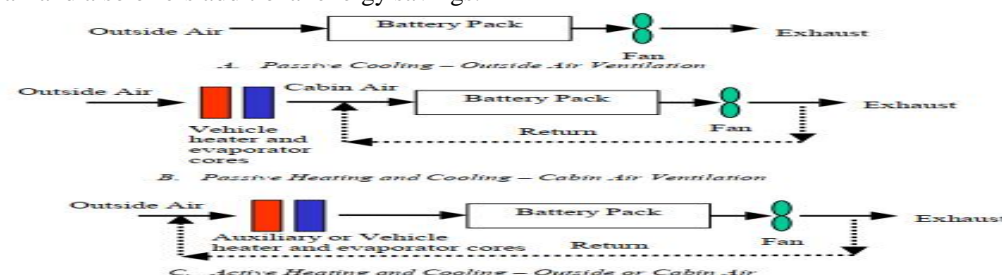 Outside Air
Battery Pack
Fan
Exhaust
A. Passive Cooling – Outside Air Ventilation
Outside Air
Cabin Air
Battery Pack
Fan
Exhaust
Vehicle
heater and
evaporator
cores
Return
B. Passive Heating and Cooling – Cabin Air Ventilation
Outside Air
Battery Pack
Fan
Exhaust
Auxiliary or Vehicle
heater and evaporator cores
Return
C. Active Heating and Cooling – Outside or Cabin Air